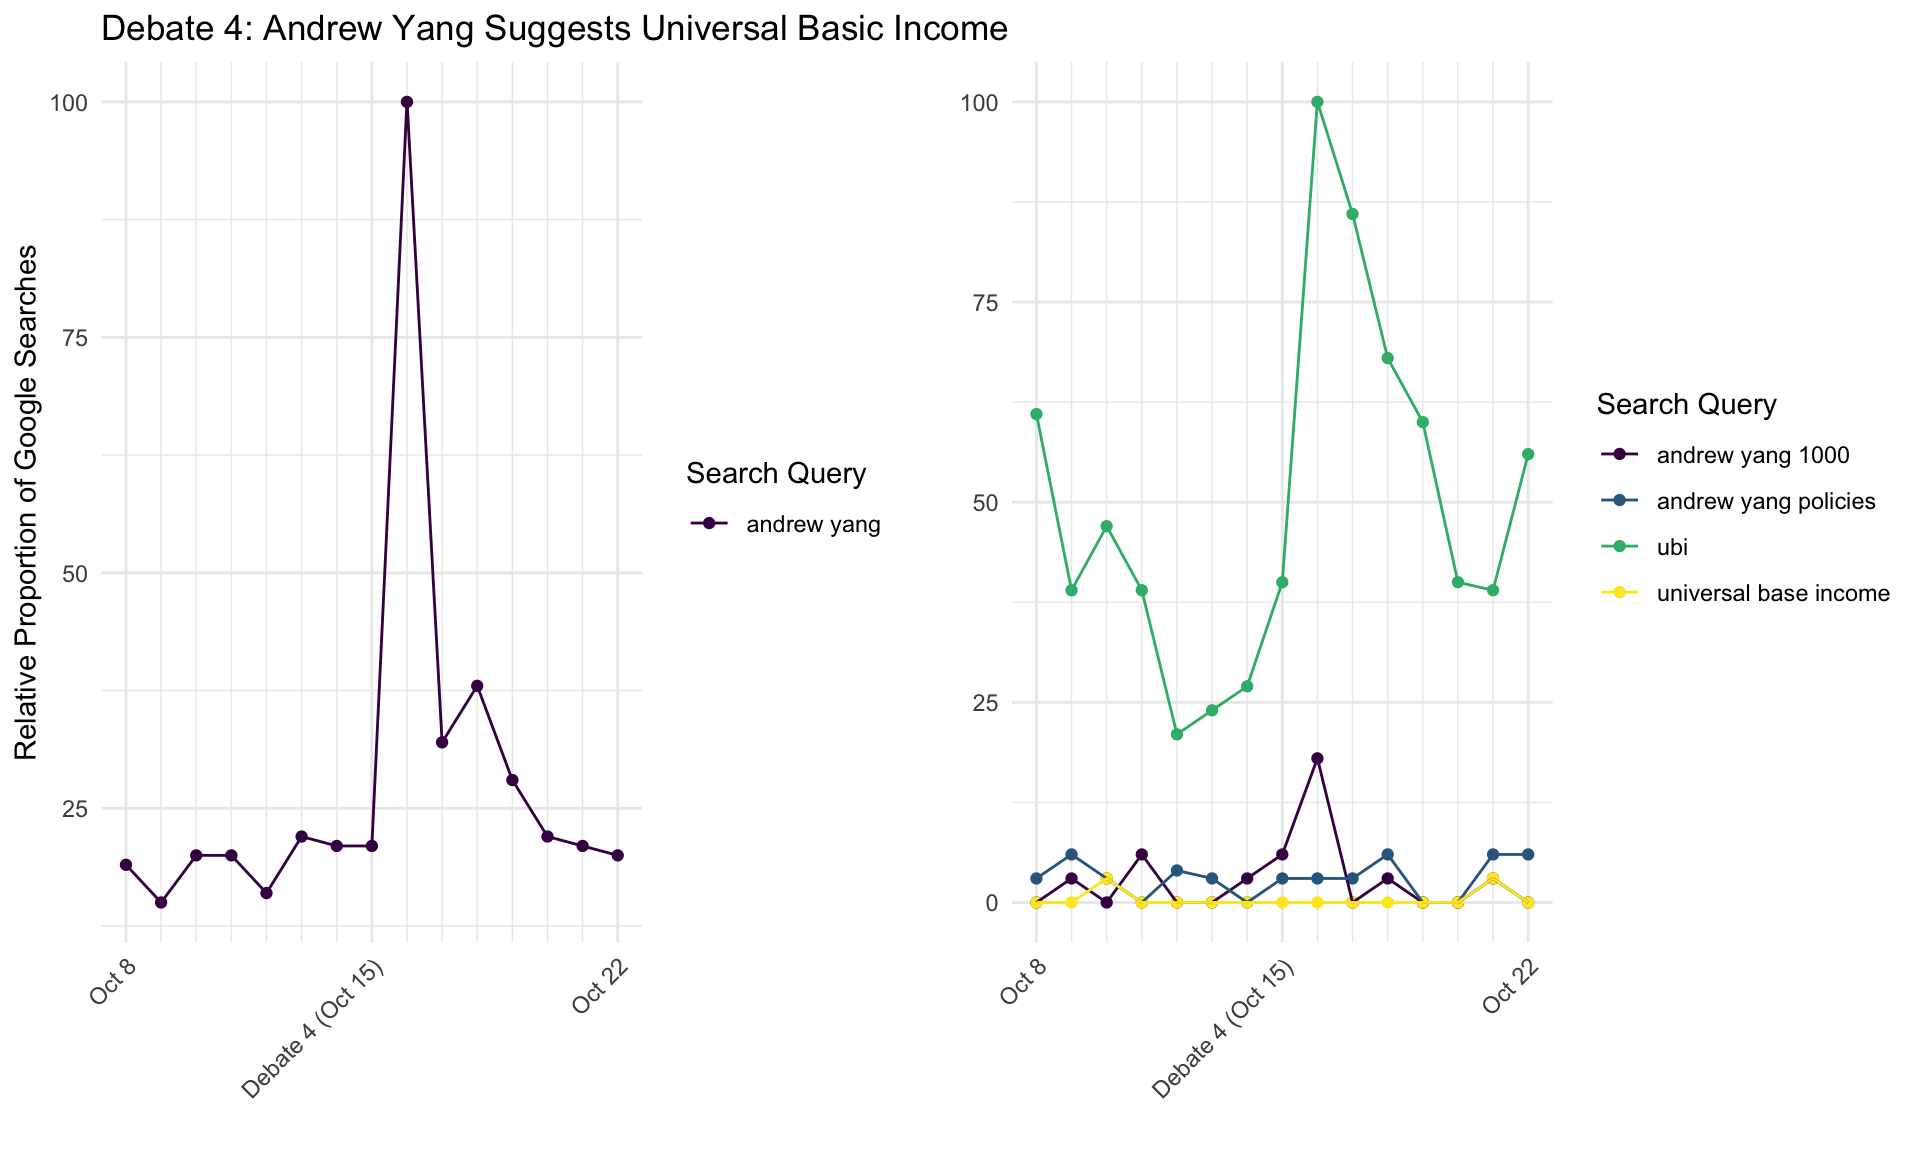 Debate 4: Andrew Yang Suggests Universal Basic Income
Relative Proportion of Google Searches
100
75
50
25
Oct 8
Debate 4 (Oct 15)
Oct 22
Search Query
andrew yang
100
75
50
25
0
Oct 8
Debate 4 (Oct 15)
Oct 22
Search Query
andrew yang 1000
andrew yang policies
ubi
universal base income